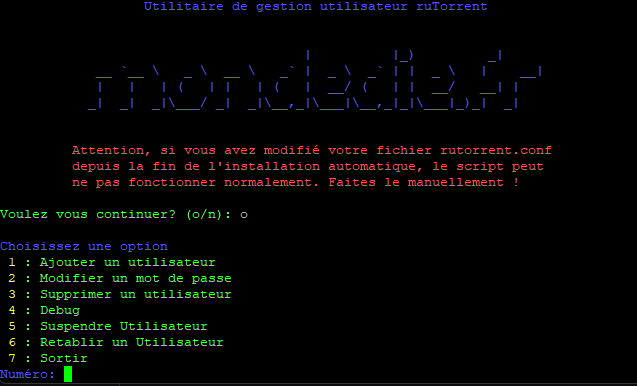 Utilitaire de gestion utilisateur ruTorrent
mondedie.fr
Attention, si vous avez modifié votre fichier rutorrent.conf
depuis la fin de l'installation automatique, le script peut
ne pas fonctionner normalement. Faites le manuellement !
Voulez vous continuer? (o/n): o
Choisissez une option
1 : Ajouter un utilisateur
2 : Modifier un mot de passe
3 : Supprimer un utilisateur
4 : Debug
5 : Suspendre Utilisateur
6 : Retablir un Utilisateur
7 : Sortir
Numéro: